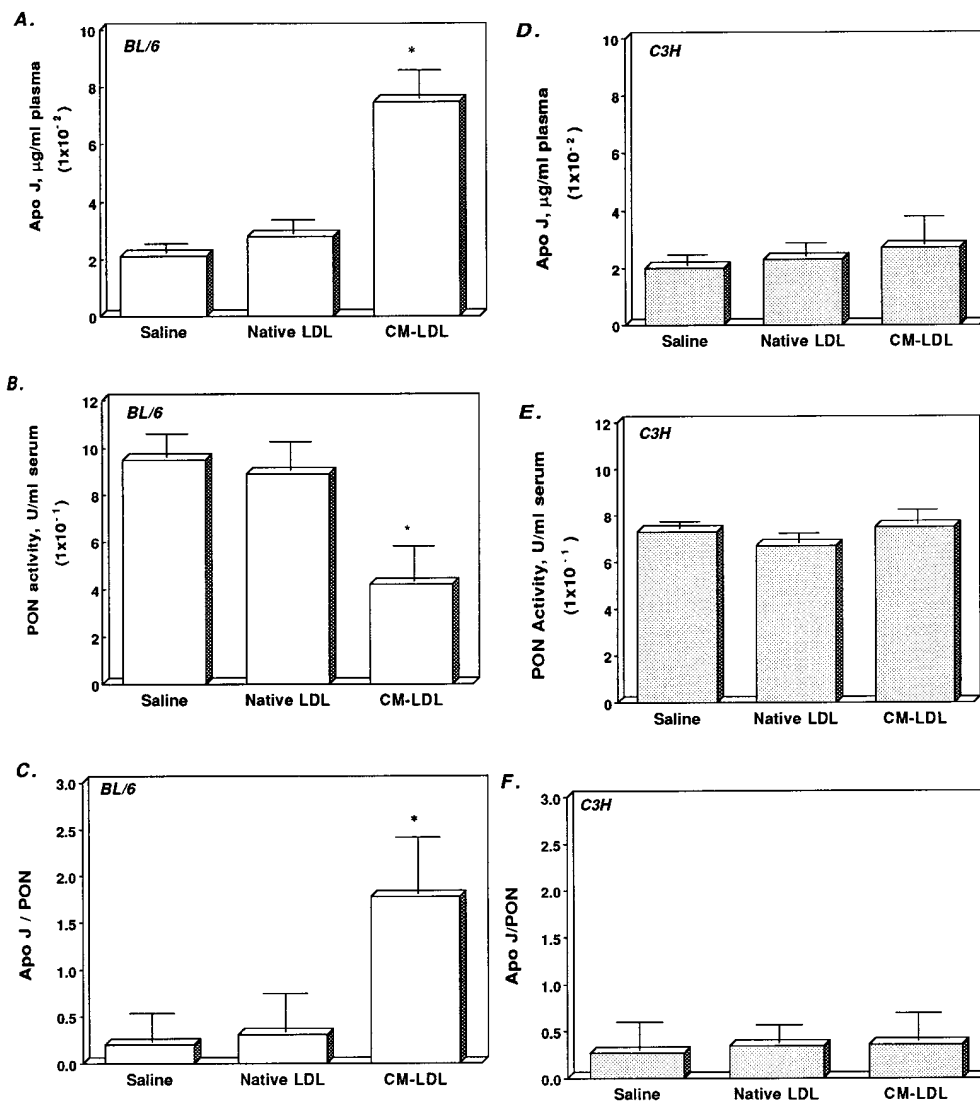 A.
BL/6
*
Apo J, µg/ml plasma
(1x10⁻²)
10
8
6
4
2
0
Saline Native LDL CM-LDL
D.
C3H
Apo J, µg/ml plasma
(1x10⁻²)
10
8
6
4
2
0
Saline Native LDL CM-LDL
B.
BL/6
*
PON activity, U/ml serum
(1x10⁻¹)
12
10
8
6
4
2
0
Saline Native LDL CM-LDL
E.
C3H
PON Activity, U/ml serum
(1x10⁻¹)
12
10
8
6
4
2
0
Saline Native LDL CM-LDL
C.
BL/6
*
Apo J / PON
3.0
2.5
2.0
1.5
1.0
0.5
0.0
Saline Native LDL CM-LDL
F.
C3H
Apo J/PON
3.0
2.5
2.0
1.5
1.0
0.5
0.0
Saline Native LDL CM-LDL